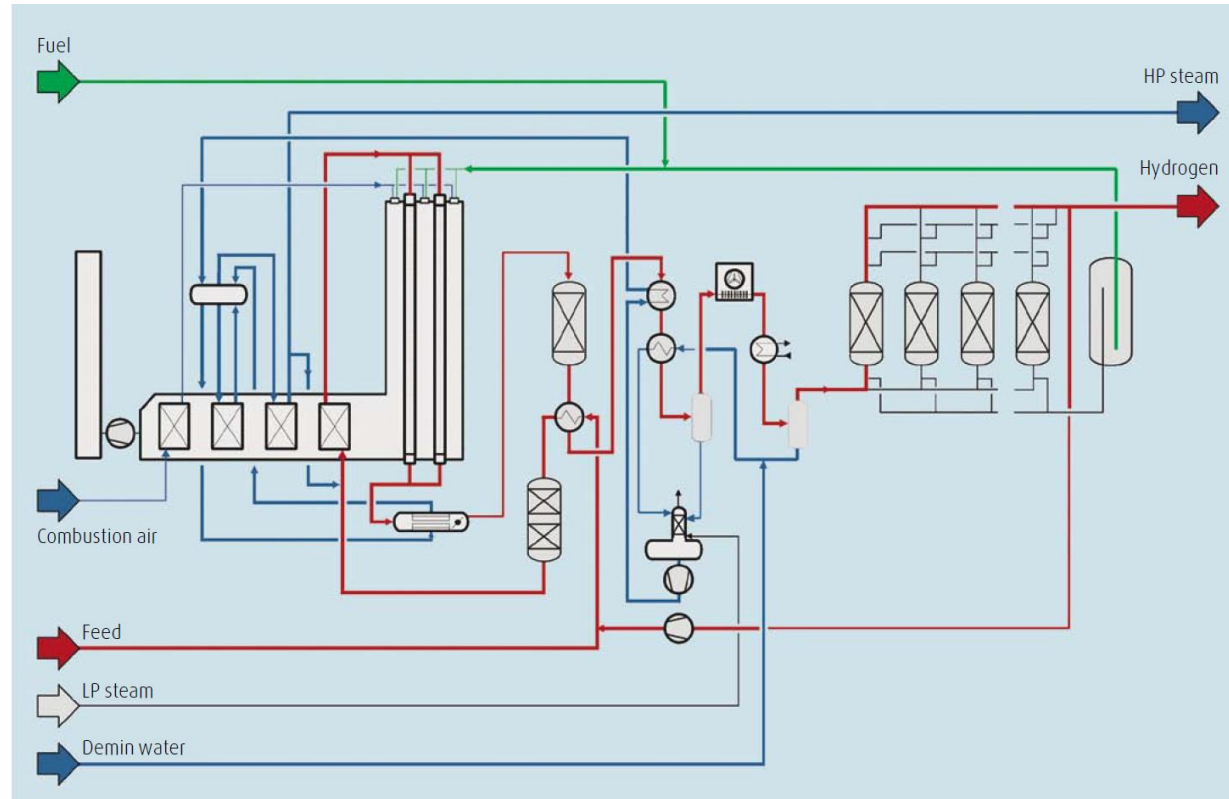 Fuel
HP steam
Hydrogen
Combustion air
Feed
LP steam
Demin water